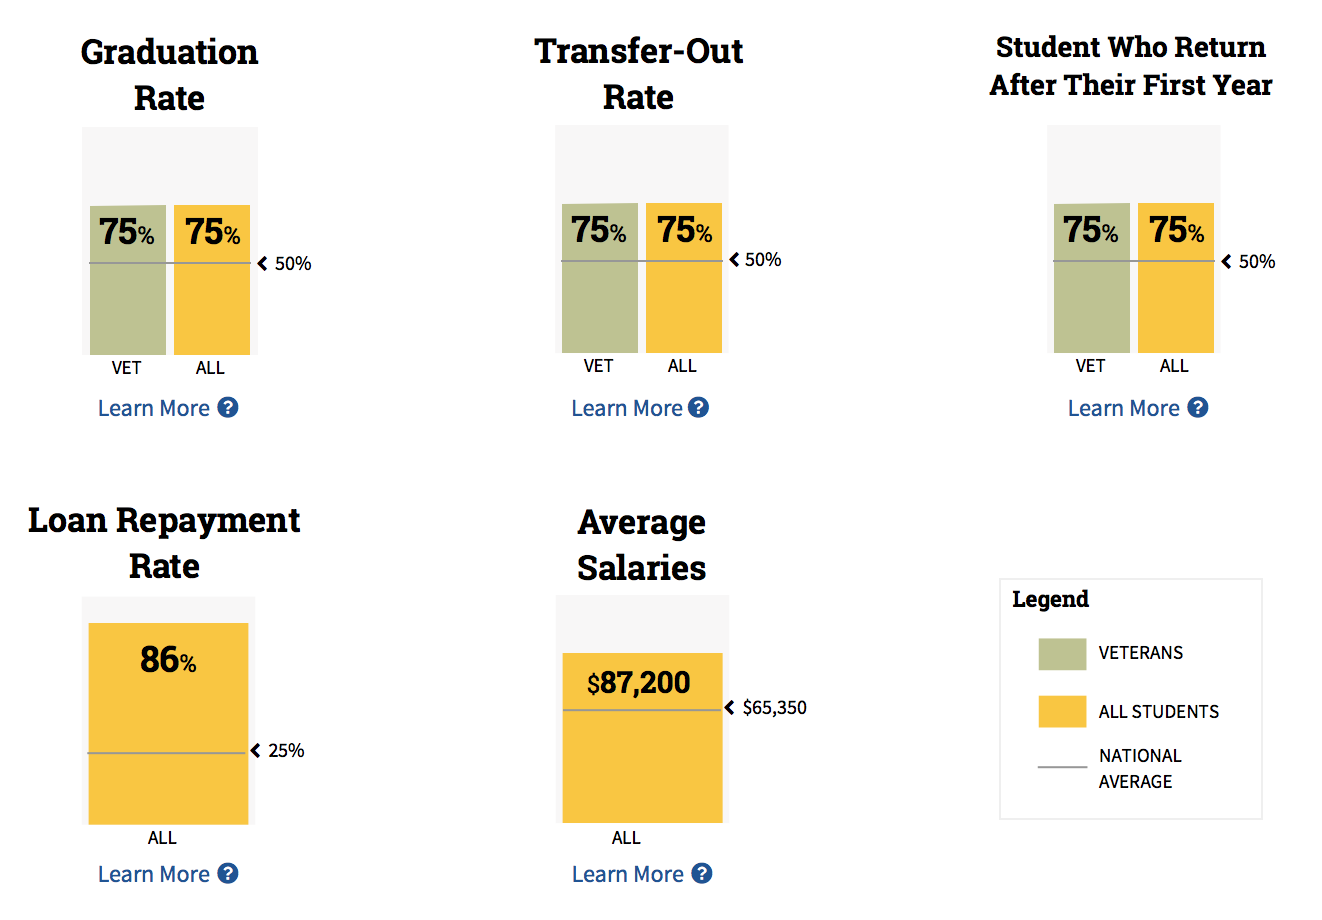 Graduation
Rate
75% 75%
50%
VET ALL
Learn More ?
Transfer-Out
Rate
75% 75%
50%
VET ALL
Learn More ?
Student Who Return
After Their First Year
75% 75%
50%
VET ALL
Learn More ?
Loan Repayment
Rate
86%
25%
ALL
Learn More ?
Average
Salaries
$87,200
$65,350
ALL
Learn More ?
Legend
VETERANS
ALL STUDENTS
NATIONAL
AVERAGE